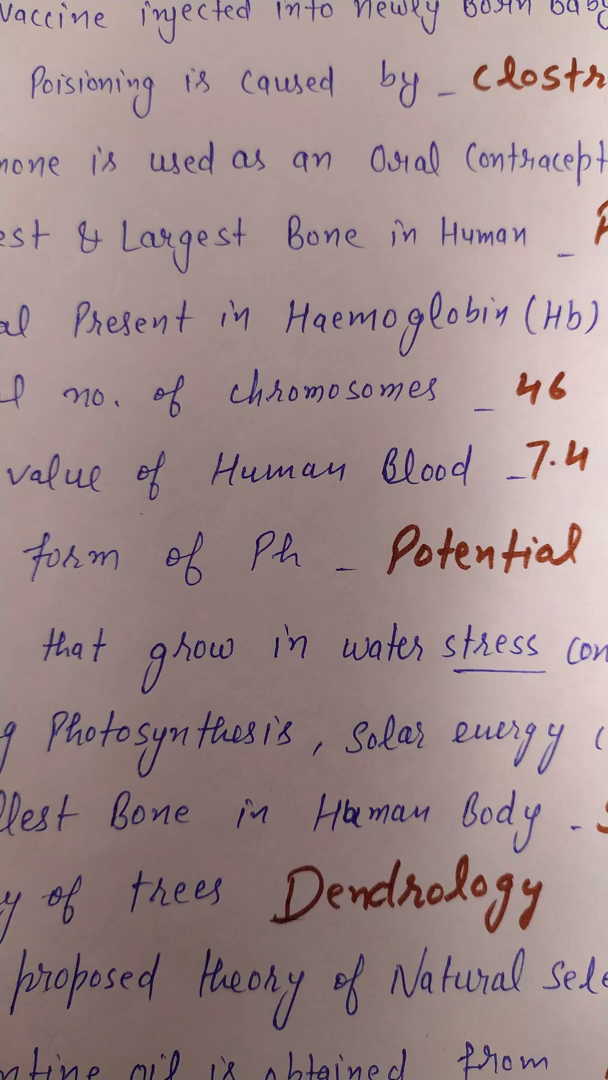 vaccine injected into newly born baby
Poisioning is caused by - clostr
none is used as an Oral Contracept
est & Largest Bone in Human -
al Present in Haemoglobin (Hb)
l no. of chromosomes - 46
value of Human Blood - 7.4
form of Ph - Potential
that grow in water stress con
g Photosynthesis, solar energy c
llest Bone in Human Body - s
y of trees Dendrology
proposed theory of Natural Sele
ntine oil is obtained from